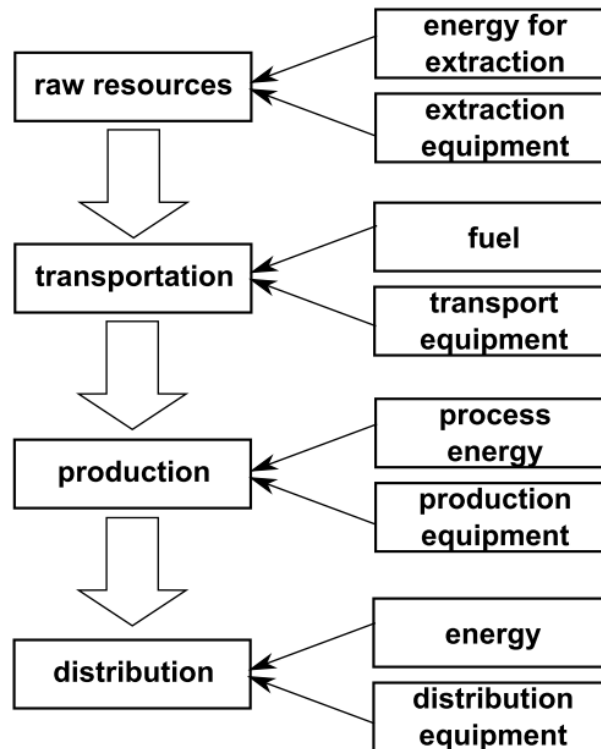 energy for
extraction
raw resources
extraction
equipment
fuel
transportation
transport
equipment
process
energy
production
production
equipment
energy
distribution
distribution
equipment